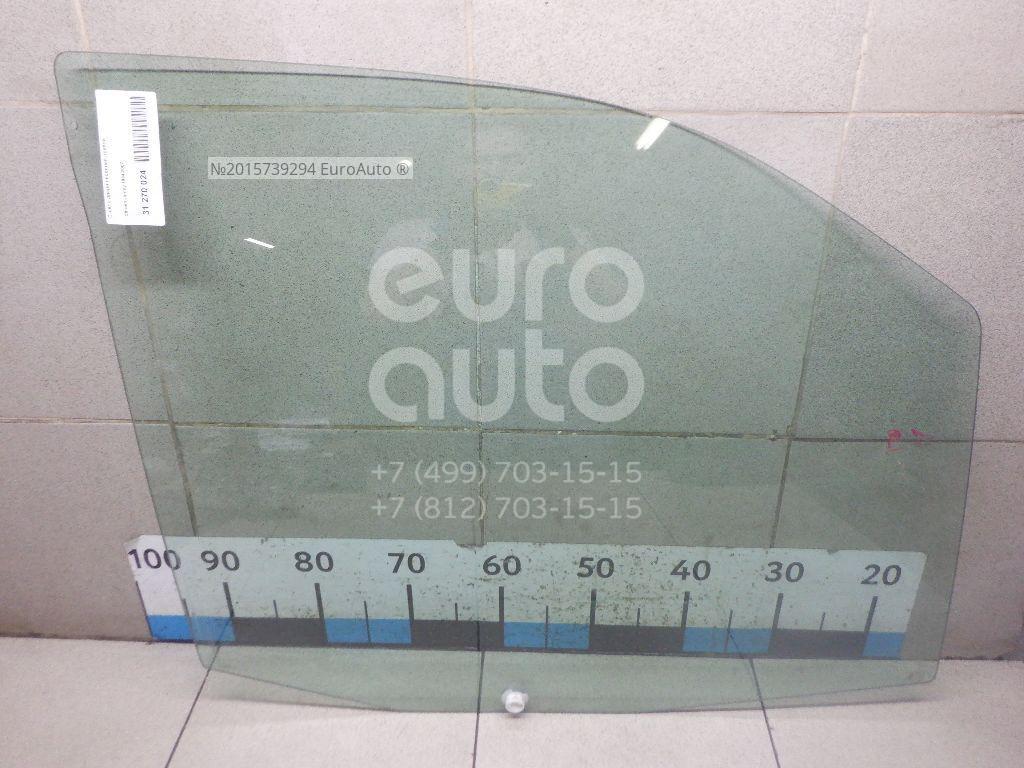 31 270 024
№2015739294 EuroAuto ®
euro
auto
+7 (499) 703-15-15
+7 (812) 703-15-15
100 90 80 70 60 50 40 30 20